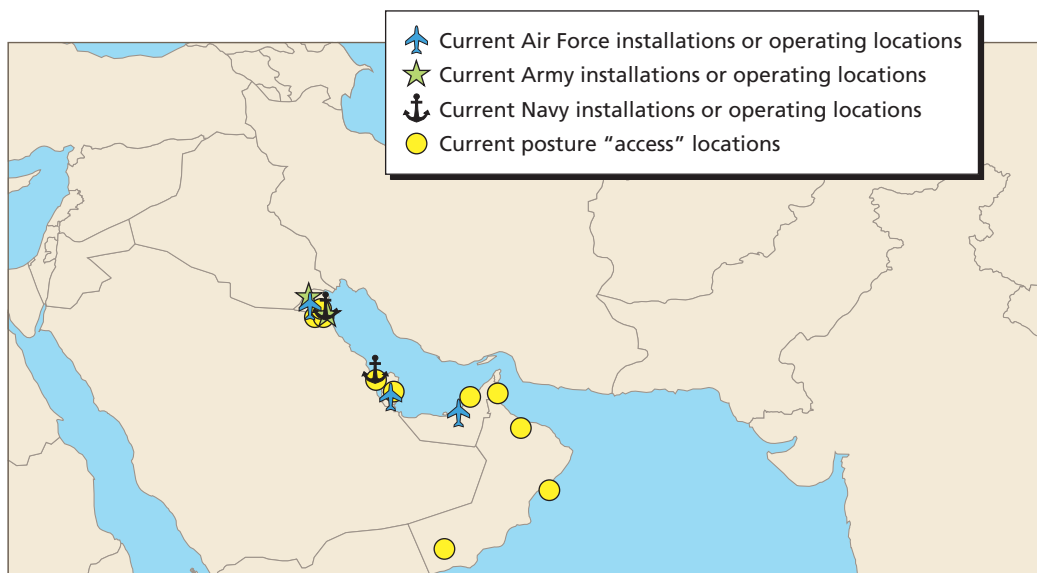 Current Air Force installations or operating locations
Current Army installations or operating locations
Current Navy installations or operating locations
Current posture “access” locations